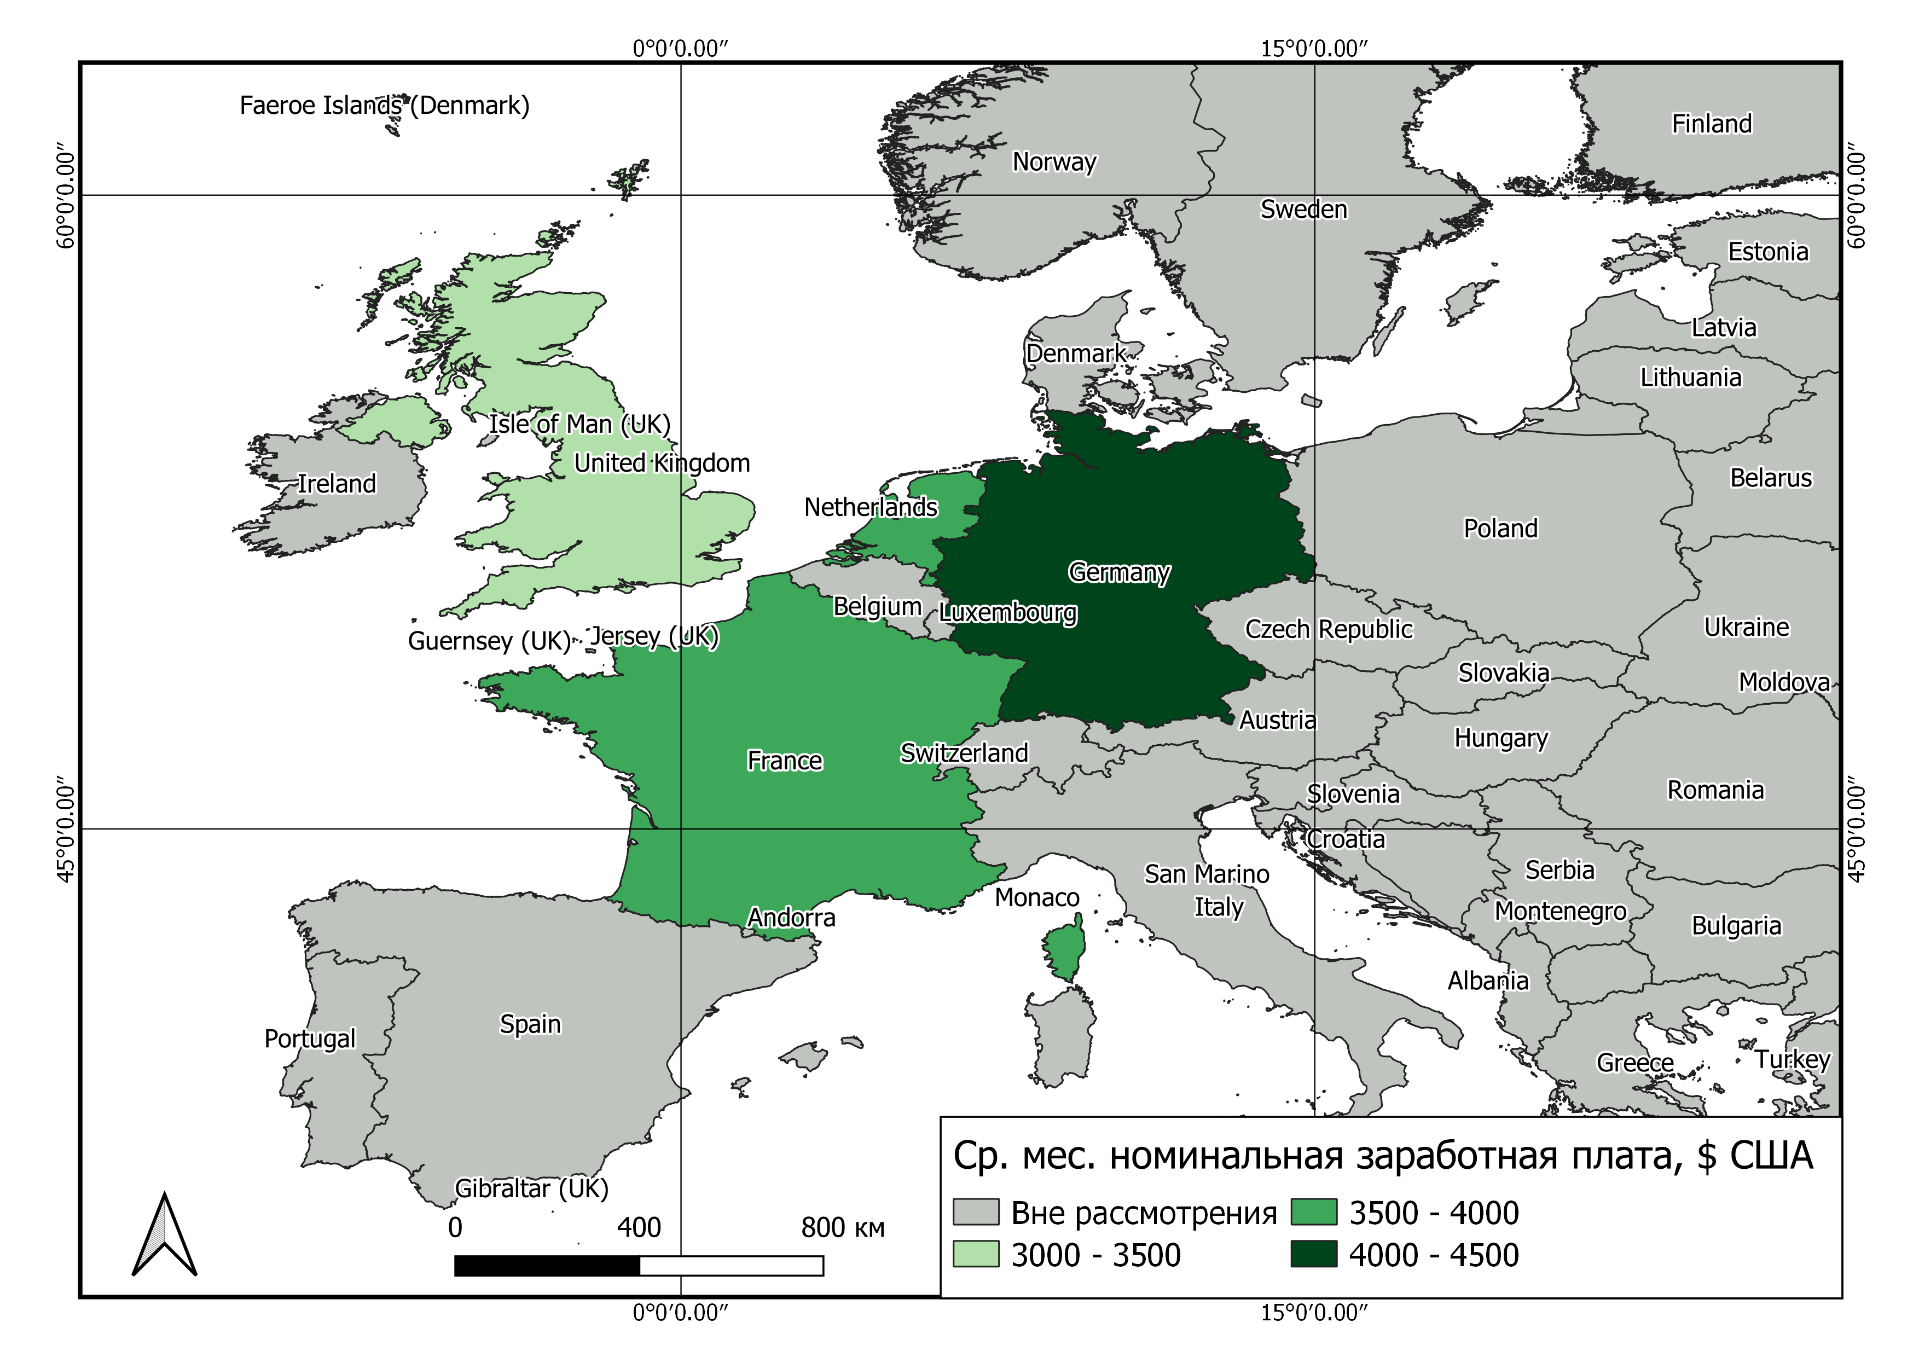 0°0′0.00″
15°0′0.00″
Faeroe Islands (Denmark)
Finland
Norway
60°0′0.00″
60°0′0.00″
Sweden
Estonia
Latvia
Denmark
Lithuania
Isle of Man (UK)
United Kingdom
Belarus
Ireland
Netherlands
Poland
Germany
Belgium
Luxembourg
Ukraine
Czech Republic
Guernsey (UK)
Jersey (UK)
Slovakia
Moldova
Austria
Hungary
Switzerland
France
Romania
Slovenia
45°0′0.00″
45°0′0.00″
Croatia
Serbia
San Marino
Monaco
Italy
Montenegro
Andorra
Bulgaria
Albania
Spain
Portugal
Greece
Turkey
Gibraltar (UK)
0
400
800 км
Ср. мес. номинальная заработная плата, $ США
Вне рассмотрения
3500 - 4000
3000 - 3500
4000 - 4500
0°0′0.00″
15°0′0.00″